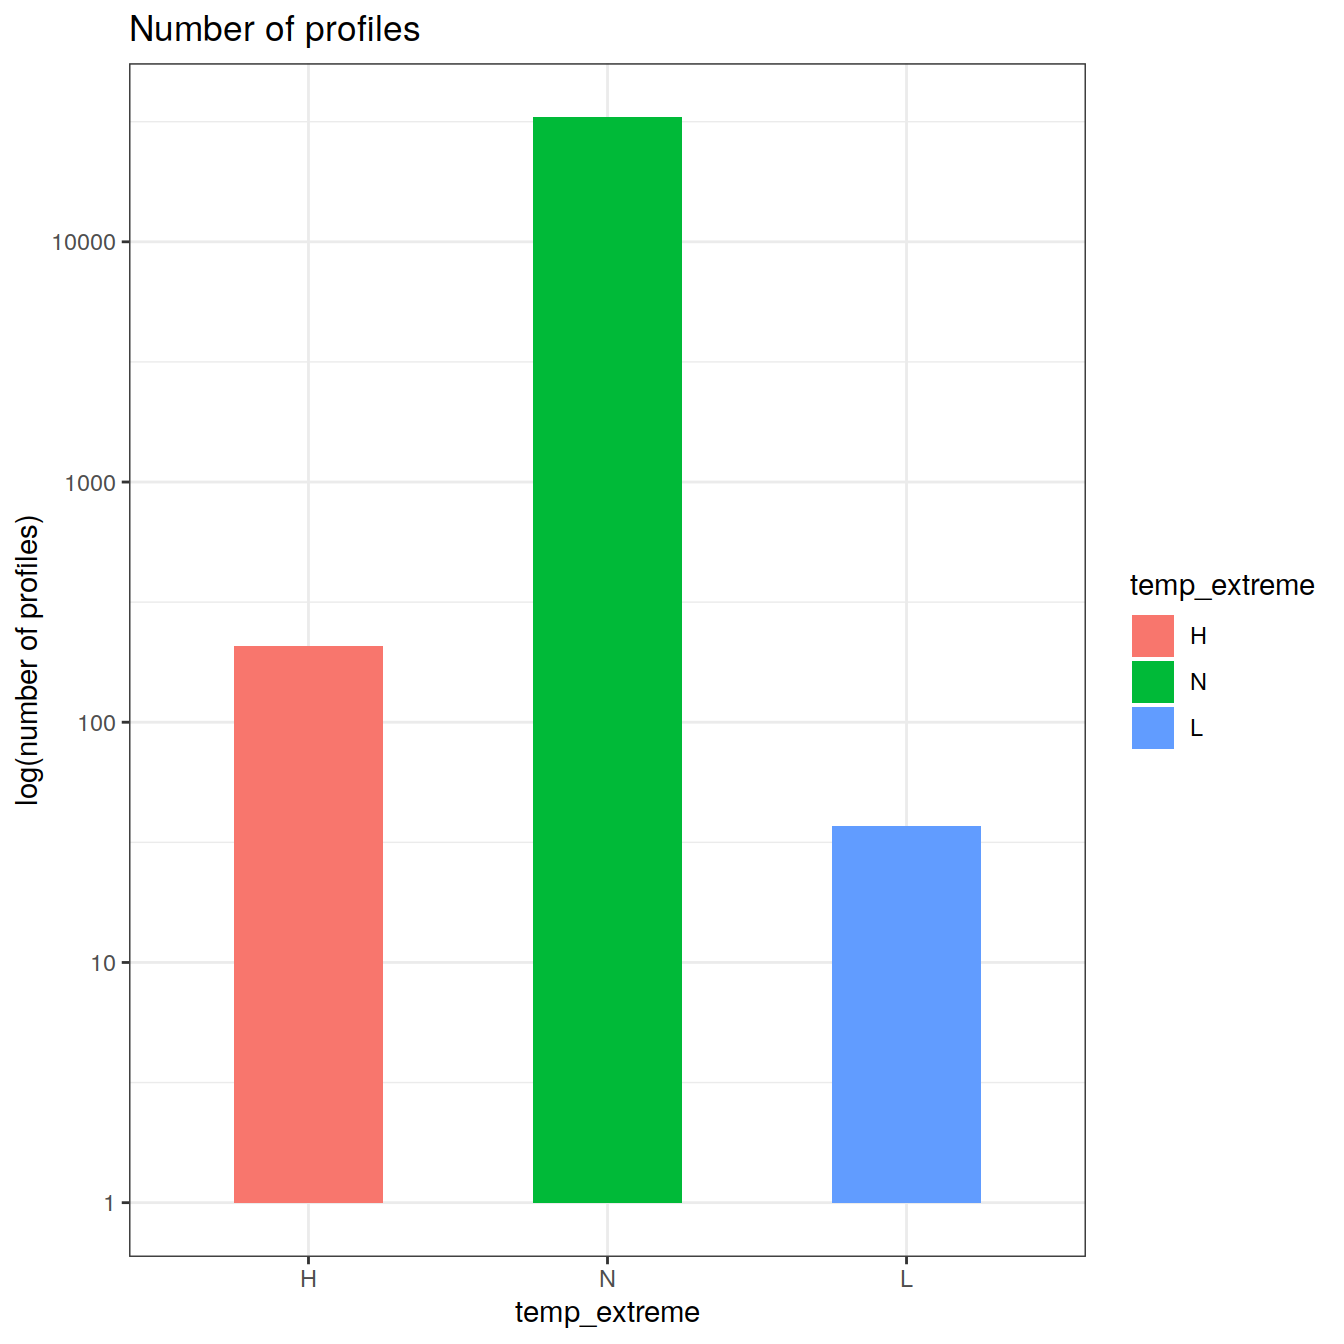 Number of profiles
log(number of profiles)
10000
1000
100
10
1
H
N
L
temp_extreme
temp_extreme
H
N
L